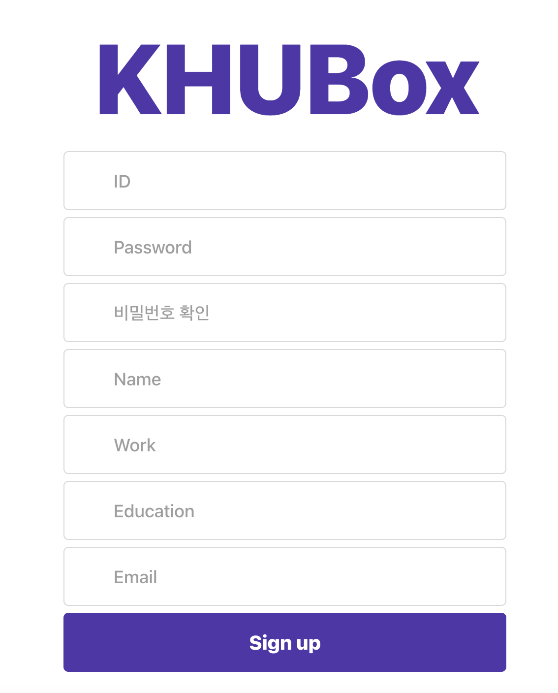 KHUBox
ID
Password
비밀번호 확인
Name
Work
Education
Email
Sign up